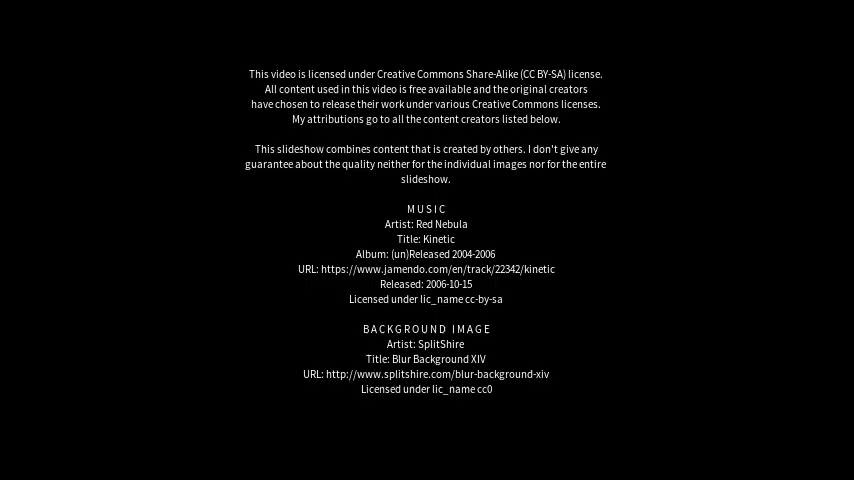 This video is licensed under Creative Commons Share-Alike (CC BY-SA) license.
All content used in this video is free available and the original creators
have chosen to release their work under various Creative Commons licenses.
My attributions go to all the content creators listed below.
This slideshow combines content that is created by others. I don't give any
guarantee about the quality neither for the individual images nor for the entire
slideshow.
MUSIC
Artist: Red Nebula
Title: Kinetic
Album: (un)Released 2004-2006
URL: https://www.jamendo.com/en/track/22342/kinetic
Released: 2006-10-15
Licensed under lic_name cc-by-sa
BACKGROUND IMAGE
Artist: SplitShire
Title: Blur Background XIV
URL: http://www.splitshire.com/blur-background-xiv
Licensed under lic_name cc0